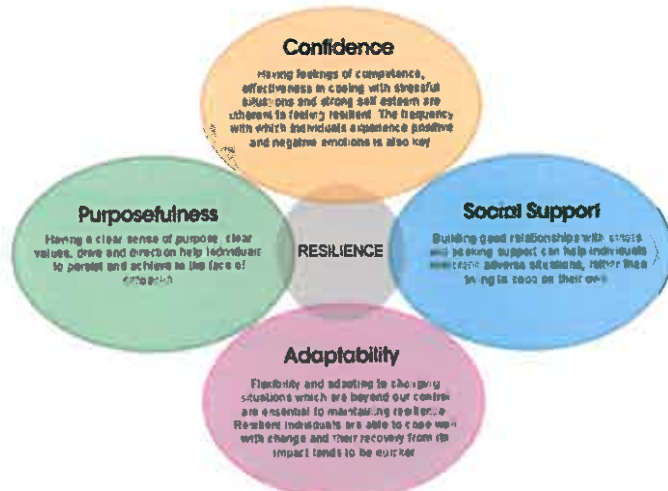 Confidence
Having feelings of competence,
effectiveness in coping with stressful
situations and strong self esteem are
inherent to feeling resilient. The frequency
with which individuals experience positive
and negative emotions is also key
Purposefulness
Having a clear sense of purpose, clear
values, drive and direction help individuals
to persist and achieve in the face of
setbacks
RESILIENCE
Social Support
Building good relationships with others
and seeking support can help individuals
overcome adverse situations, rather than
trying to cope on their own
Adaptability
Flexibility and adapting to changing
situations which are beyond our control
are essential to maintaining resilience
Resilient individuals are able to cope well
with change and their recovery from its
impact tends to be quicker